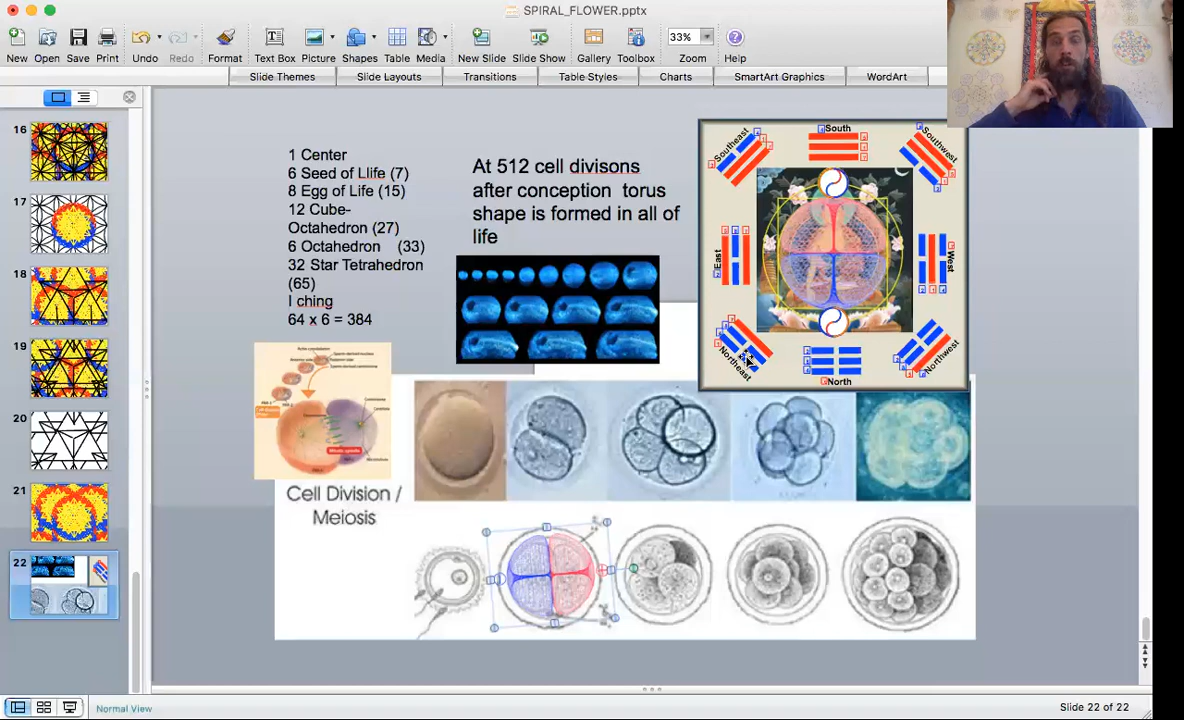 SPIRAL_FLOWER.pptx
New Open Save Print Undo Redo Format Text Box Picture Shapes Table Media New Slide Slide Show Gallery Toolbox Zoom Help
33%
Slide Themes Slide Layouts Transitions Table Styles Charts SmartArt Graphics WordArt
16
17
18
19
20
21
22
1 Center
6 Seed of Llife (7)
8 Egg of Life (15)
12 Cube-
Octahedron (27)
6 Octahedron (33)
32 Star Tetrahedron
(65)
I ching
64 x 6 = 384
At 512 cell divisons
after conception torus
shape is formed in all of
life
Southeast
South
Southwest
East
West
Northeast
North
Northwest
Cell Division /
Meiosis
Normal View
Slide 22 of 22